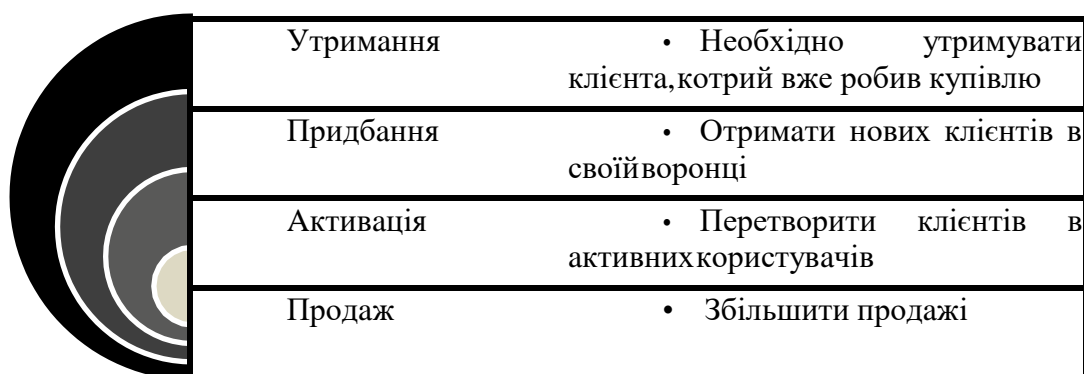 Утримання • Необхідно утримувати
клієнта,котрий вже робив купівлю
Придбання • Отримати нових клієнтів в
своїйворонці
Активація • Перетворити клієнтів в
активнихкористувачів
Продаж • Збільшити продажі